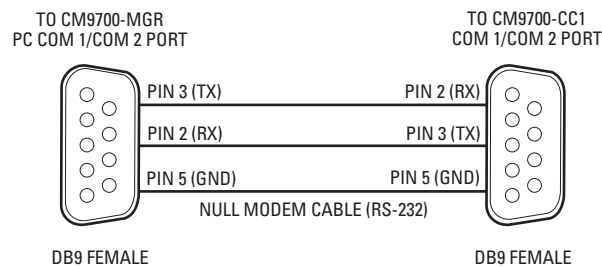 TO CM9700-MGR
PC COM 1/COM 2 PORT
TO CM9700-CC1
COM 1/COM 2 PORT
PIN 3 (TX)
PIN 2 (RX)
PIN 2 (RX)
PIN 3 (TX)
PIN 5 (GND)
PIN 5 (GND)
NULL MODEM CABLE (RS-232)
DB9 FEMALE
DB9 FEMALE